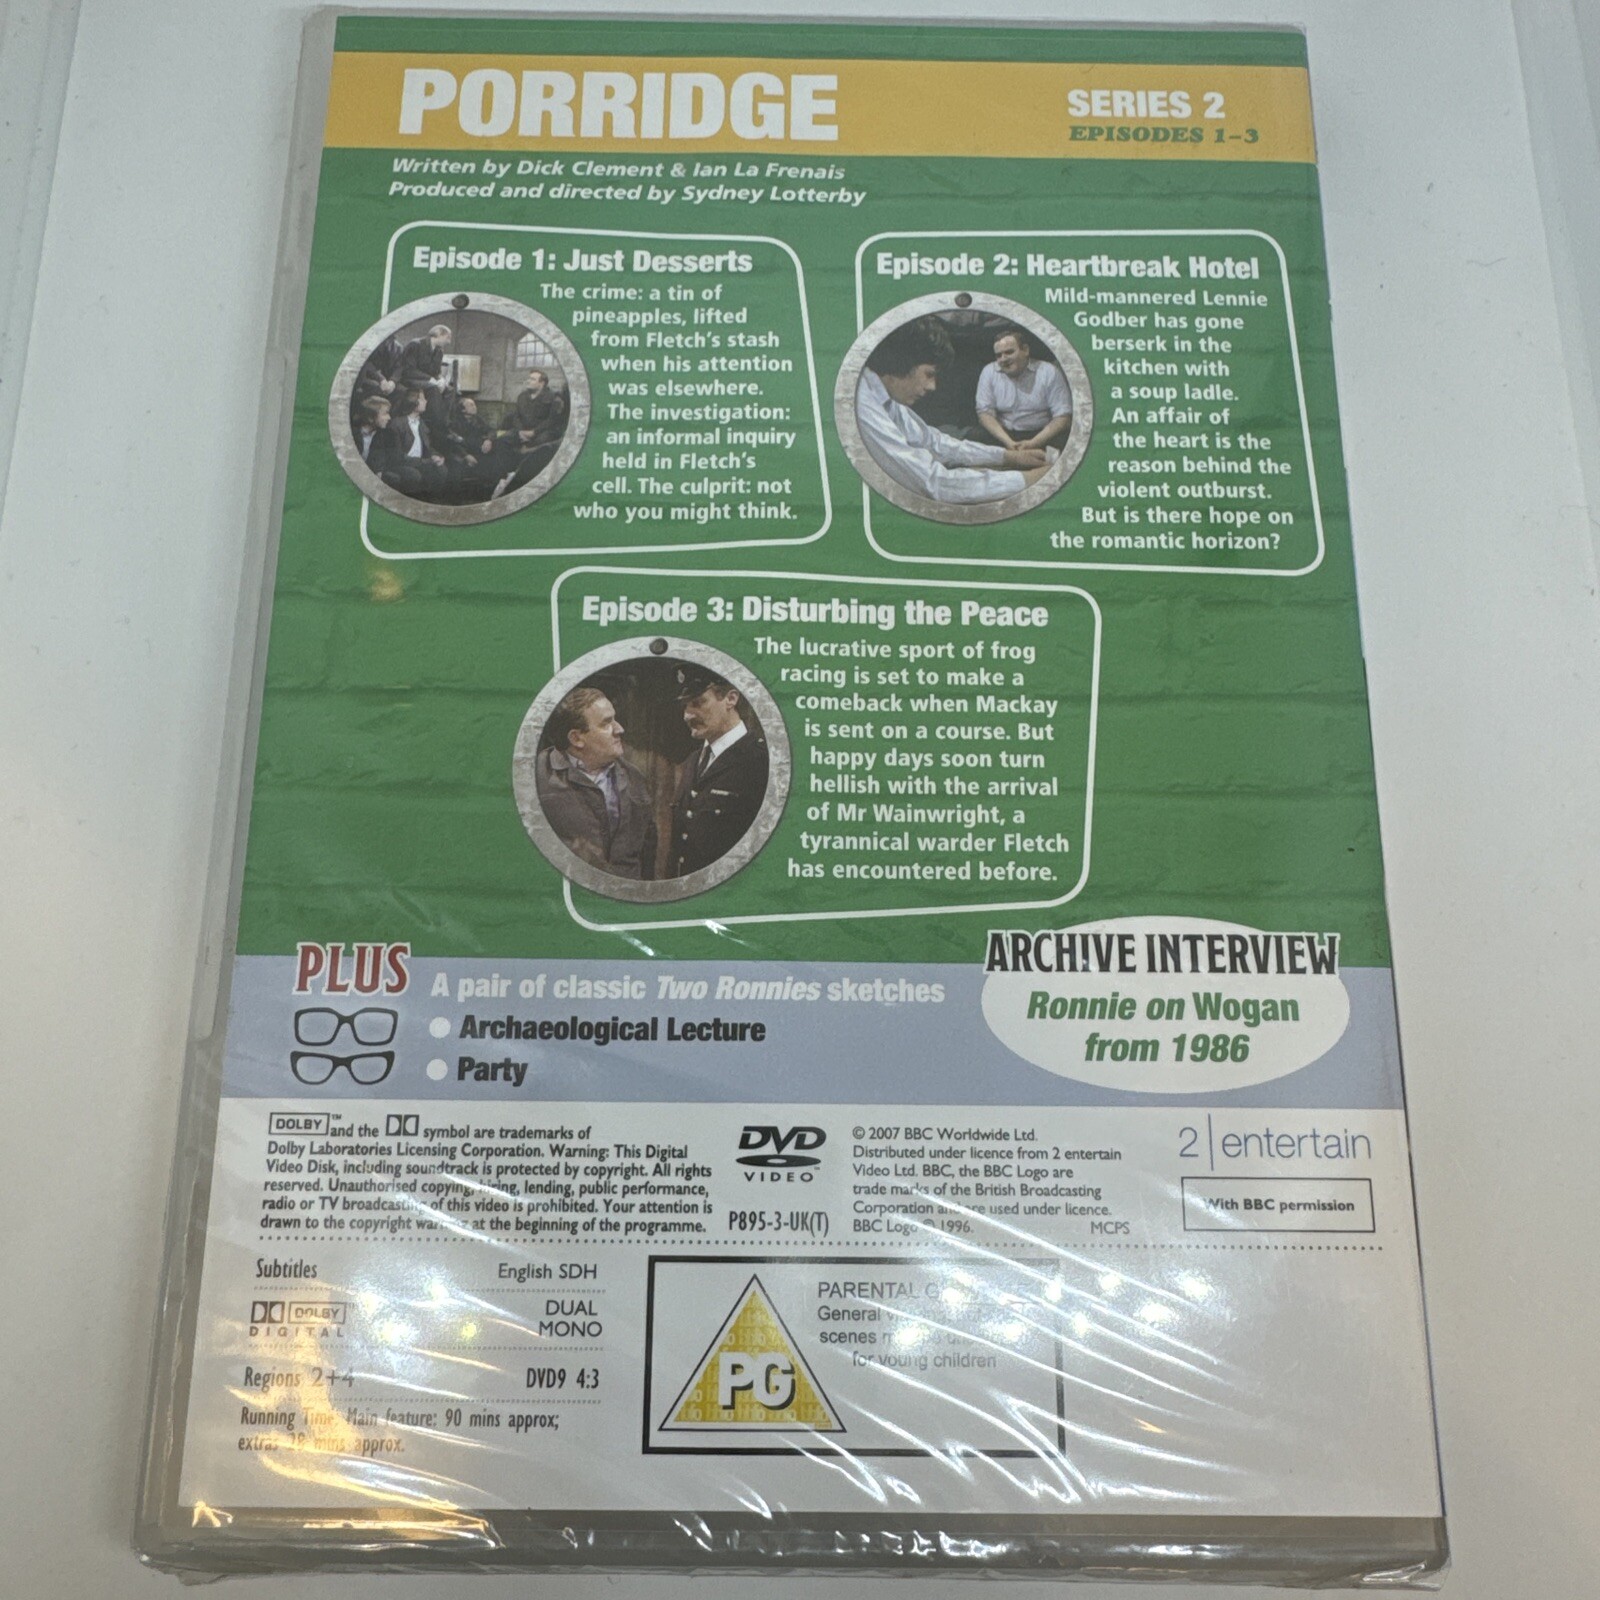 PORRIDGE
SERIES 2
EPISODES 1-3
Written by Dick Clement & Ian La Frenais
Produced and directed by Sydney Lotterby
Episode 1: Just Desserts
The crime: a tin of
pineapples, lifted
from Fletch's stash
when his attention
was elsewhere.
The investigation:
an informal inquiry
held in Fletch's
cell. The culprit: not
who you might think.
Episode 2: Heartbreak Hotel
Mild-mannered Lennie
Godber has gone
berserk in the
kitchen with
a soup ladle.
An affair of
the heart is the
reason behind the
violent outburst.
But is there hope on
the romantic horizon?
Episode 3: Disturbing the Peace
The lucrative sport of frog
racing is set to make a
comeback when Mackay
is sent on a course. But
happy days soon turn
hellish with the arrival
of Mr Wainwright, a
tyrannical warder Fletch
has encountered before.
PLUS
A pair of classic Two Ronnies sketches
Archaeological Lecture
Party
ARCHIVE INTERVIEW
Ronnie on Wogan
from 1986
DOLBY™ and the symbol are trademarks of
Dolby Laboratories Licensing Corporation. Warning: This Digital
Video Disk, including soundtrack is protected by copyright. All rights
reserved. Unauthorised copying, hiring, lending, public performance,
radio or TV broadcasting of this video is prohibited. Your attention is
drawn to the copyright warning at the beginning of the programme.
DVD
VIDEO™
P895-3-UK(T)
© 2007 BBC Worldwide Ltd.
Distributed under licence from 2 entertain
Video Ltd. BBC, the BBC Logo are
trade marks of the British Broadcasting
Corporation and are used under licence.
BBC Logo © 1996.
MCPS
2 | entertain
With BBC permission
Subtitles English SDH
DOLBY™
DIGITAL
DUAL
MONO
Regions 2+4 DVD9 4:3
Running Time: Main feature: 90 mins approx;
extras 28 mins approx.
PG
PARENTAL
General
scenes
for young children